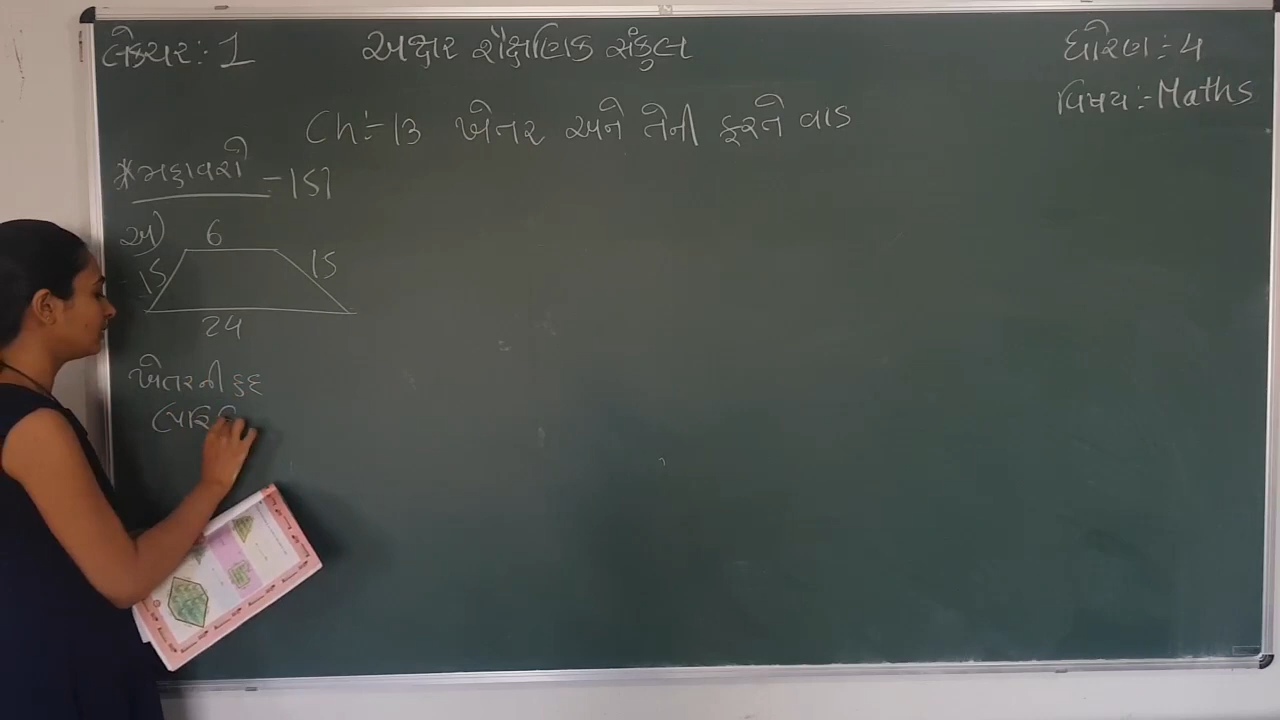 લેક્ચર:- 1
અક્ષર શૈક્ષણિક સંકુલ
ધોરણ:- 4
વિષય:- Maths
Ch:-13 ખેતર અને તેની ફરતે વાડ
*મહાવરો - 151
અ)
6
15
15
24
ખેતરની હદ